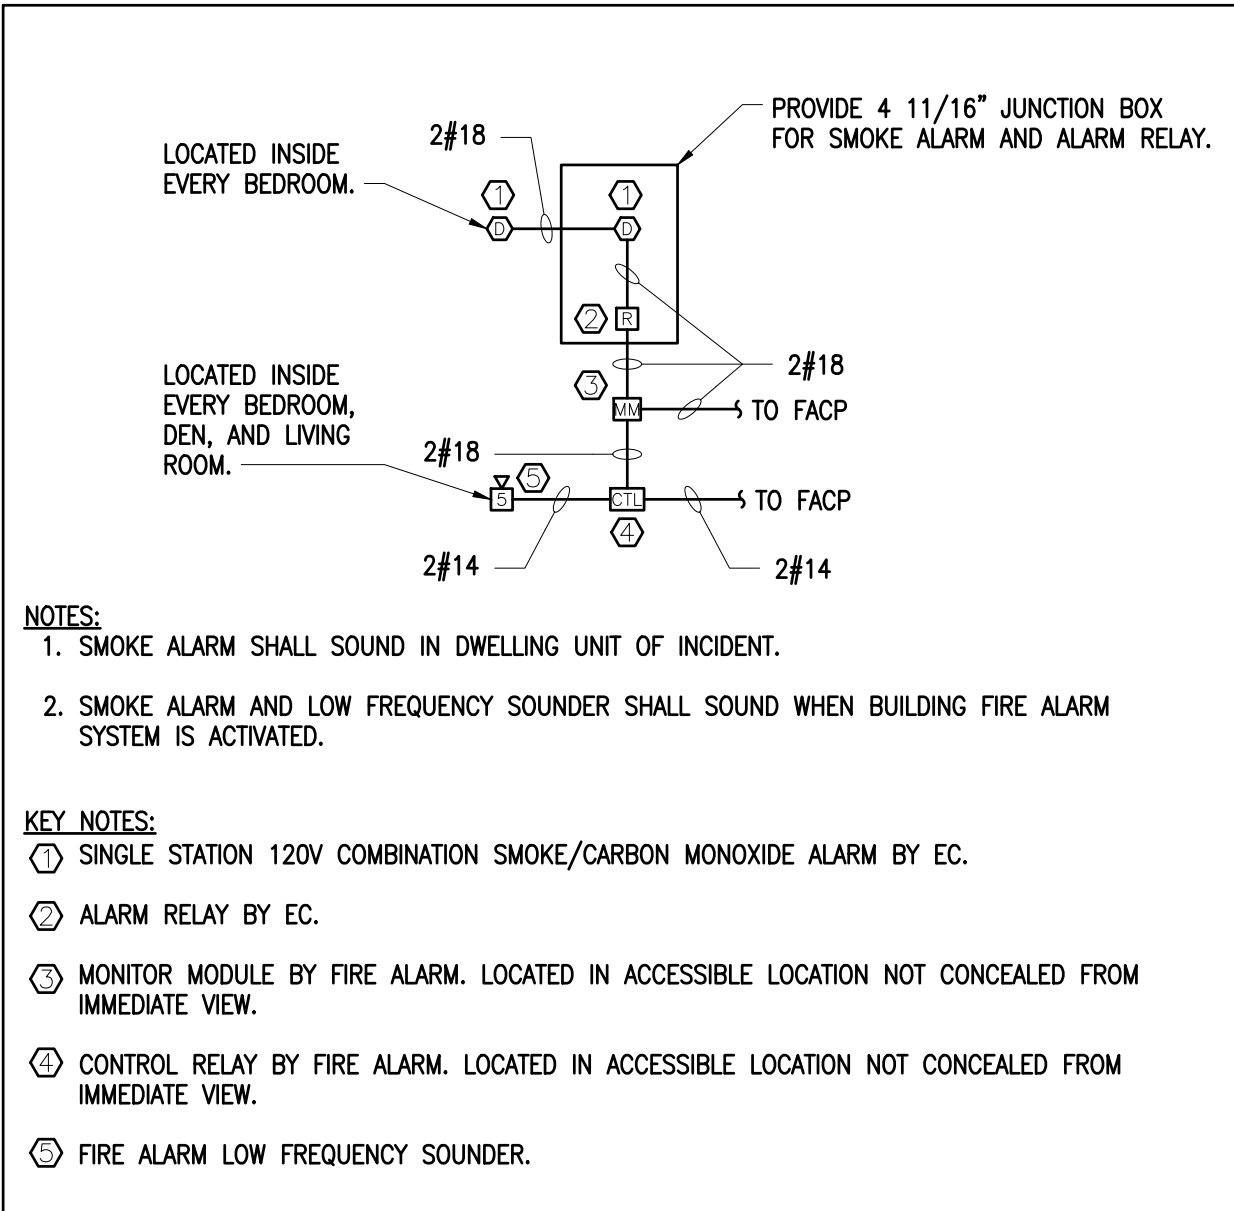 PROVIDE 4 11/16" JUNCTION BOX
FOR SMOKE ALARM AND ALARM RELAY.
2#18
LOCATED INSIDE
EVERY BEDROOM.
1
1
D
D
2
R
2#18
LOCATED INSIDE
EVERY BEDROOM,
DEN, AND LIVING
ROOM.
3
MM
TO FACP
2#18
5
5
CTL
TO FACP
4
2#14
2#14
NOTES:
1. SMOKE ALARM SHALL SOUND IN DWELLING UNIT OF INCIDENT.
2. SMOKE ALARM AND LOW FREQUENCY SOUNDER SHALL SOUND WHEN BUILDING FIRE ALARM
SYSTEM IS ACTIVATED.
KEY NOTES:
1 SINGLE STATION 120V COMBINATION SMOKE/CARBON MONOXIDE ALARM BY EC.
2 ALARM RELAY BY EC.
3 MONITOR MODULE BY FIRE ALARM. LOCATED IN ACCESSIBLE LOCATION NOT CONCEALED FROM
IMMEDIATE VIEW.
4 CONTROL RELAY BY FIRE ALARM. LOCATED IN ACCESSIBLE LOCATION NOT CONCEALED FROM
IMMEDIATE VIEW.
5 FIRE ALARM LOW FREQUENCY SOUNDER.